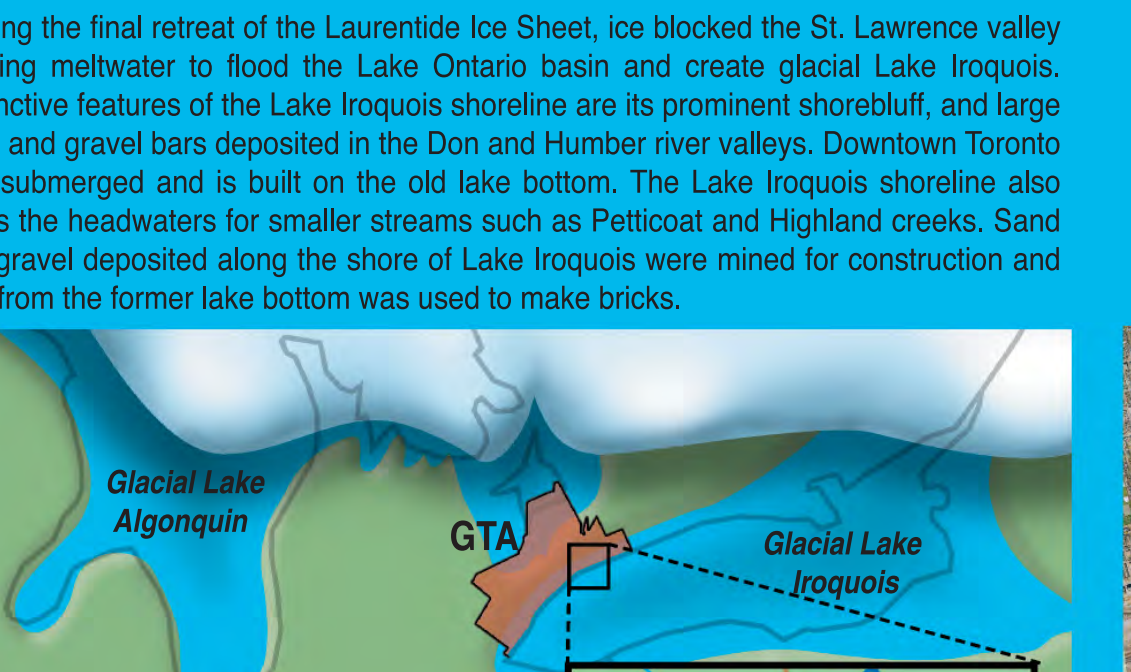 ing the final retreat of the Laurentide Ice Sheet, ice blocked the St. Lawrence valley
ing meltwater to flood the Lake Ontario basin and create glacial Lake Iroquois.
nctive features of the Lake Iroquois shoreline are its prominent shorebluff, and large
and gravel bars deposited in the Don and Humber river valleys. Downtown Toronto
submerged and is built on the old lake bottom. The Lake Iroquois shoreline also
s the headwaters for smaller streams such as Petticoat and Highland creeks. Sand
gravel deposited along the shore of Lake Iroquois were mined for construction and
from the former lake bottom was used to make bricks.
Glacial Lake
Algonquin
GTA
Glacial Lake
Iroquois